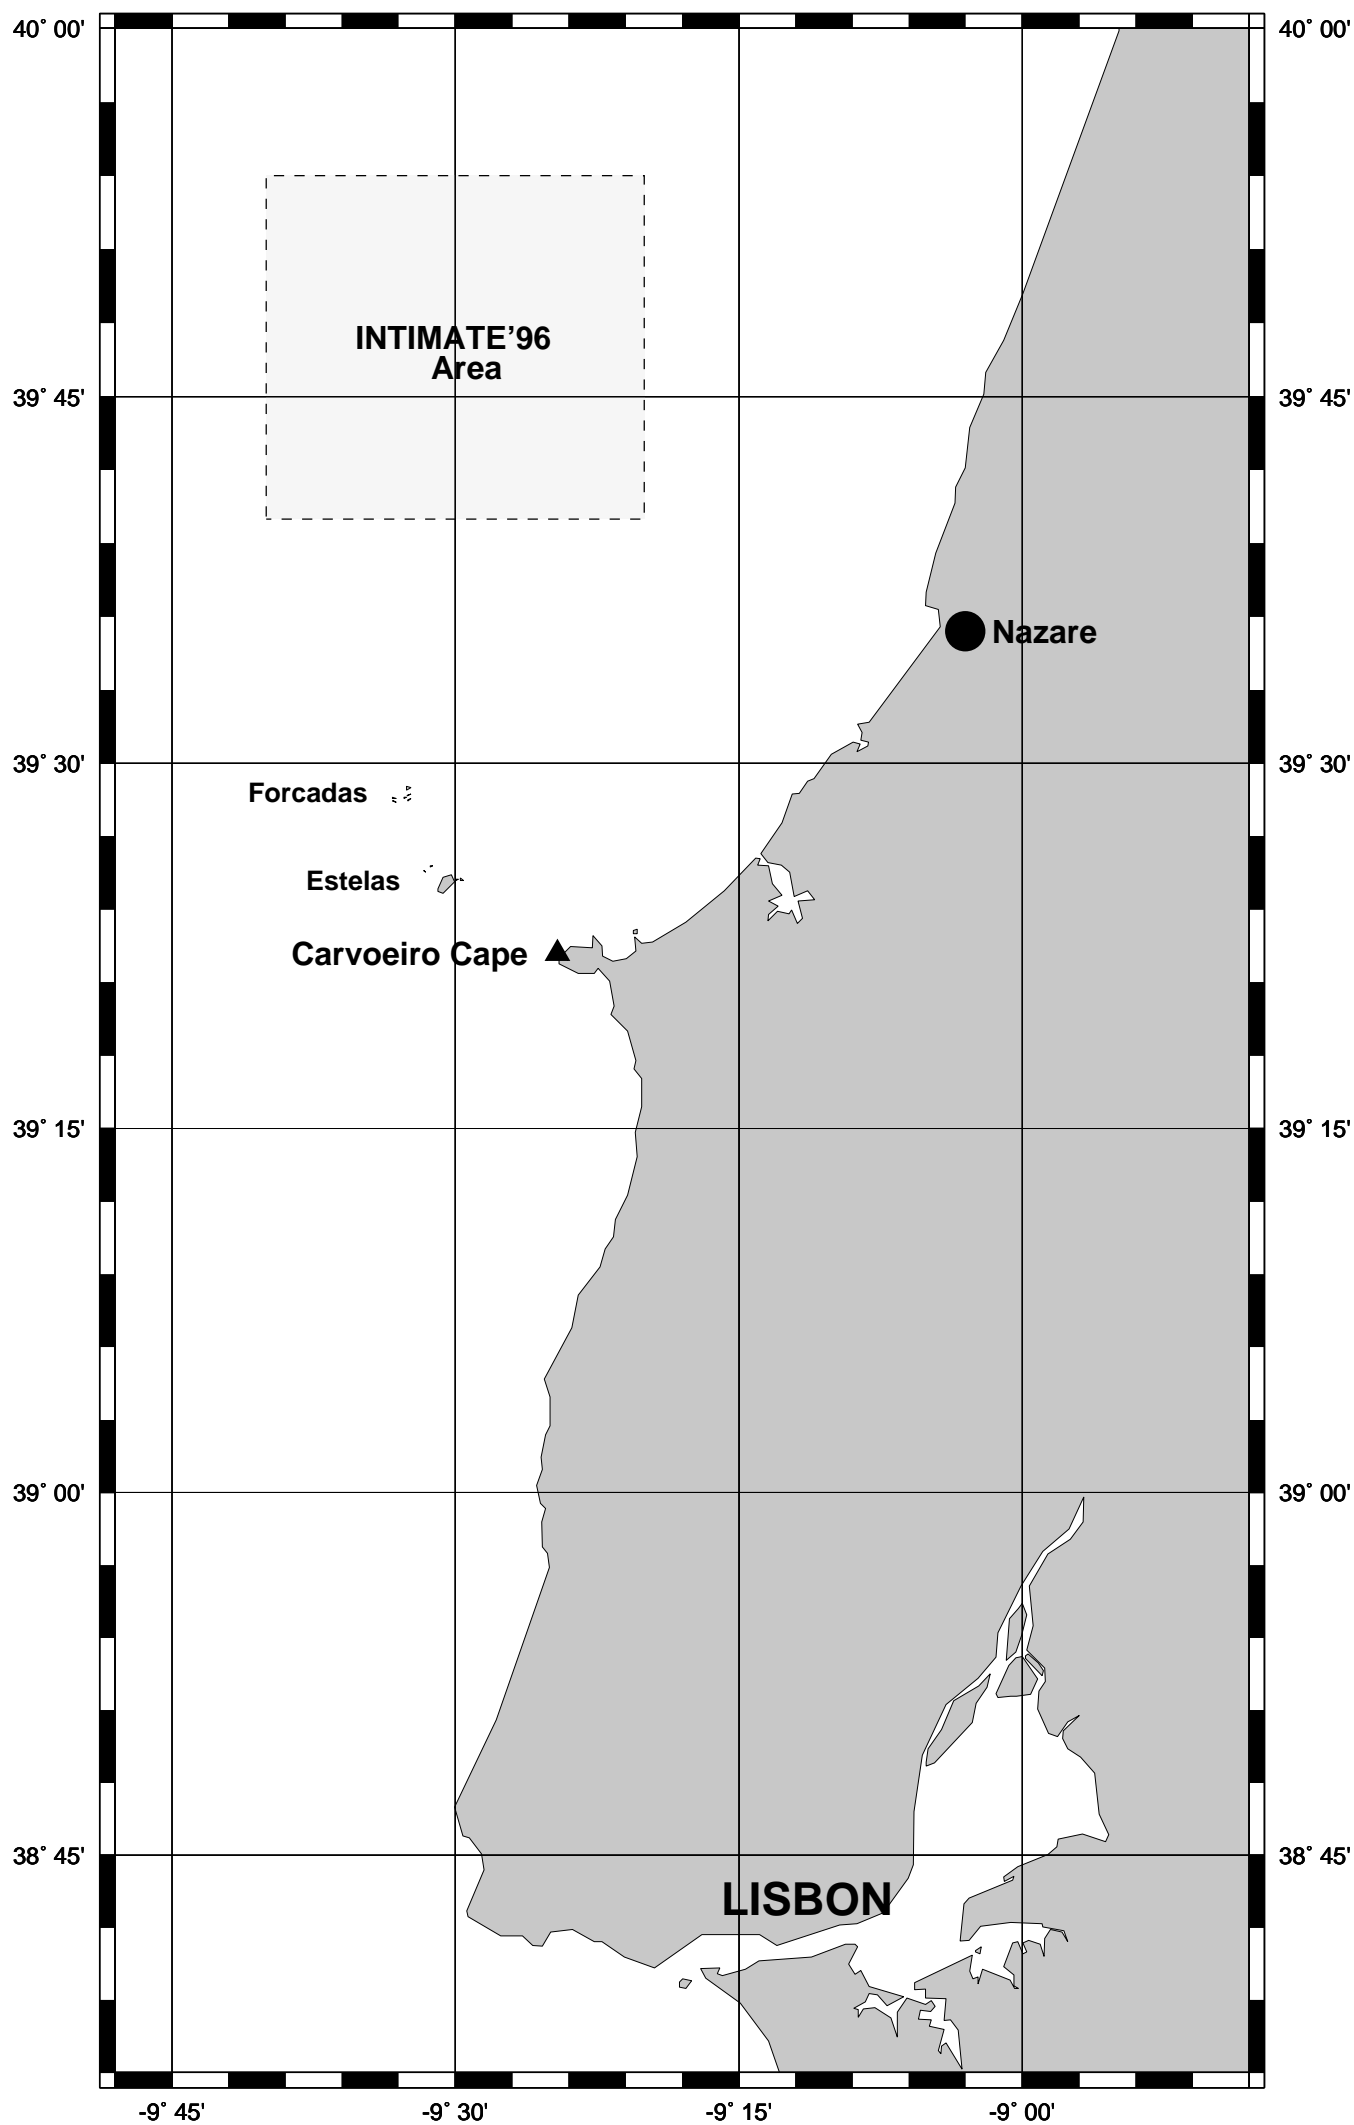 40° 00' 40° 00'
INTIMATE’96
Area
39° 45' 39° 45'
Nazare
39° 30' 39° 30'
Forcadas
Estelas
Carvoeiro Cape
39° 15' 39° 15'
39° 00' 39° 00'
38° 45' 38° 45'
LISBON
-9° 45' -9° 30' -9° 15' -9° 00'